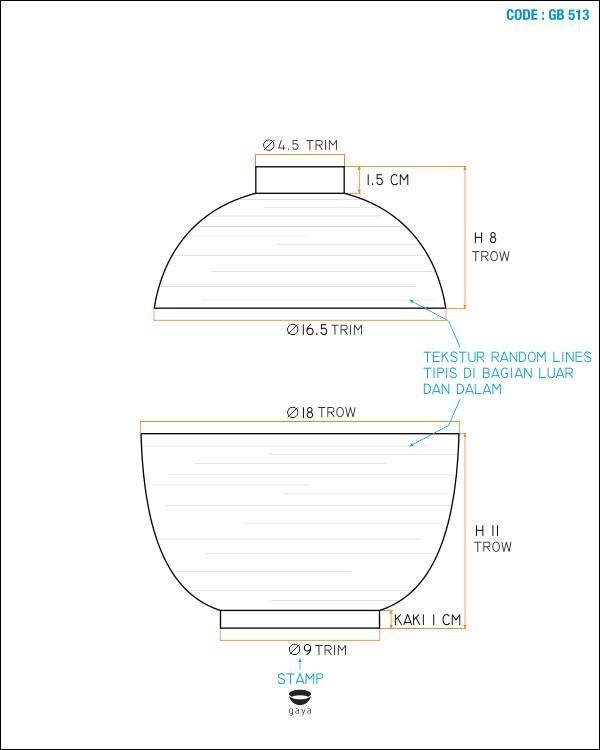 CODE : GB 513
∅4.5 TRIM
1.5 CM
H 8
TROW
∅16.5 TRIM
TEKSTUR RANDOM LINES
TIPIS DI BAGIAN LUAR
DAN DALAM
∅18 TROW
H 11
TROW
KAKI 1 CM
∅9 TRIM
STAMP
gaya